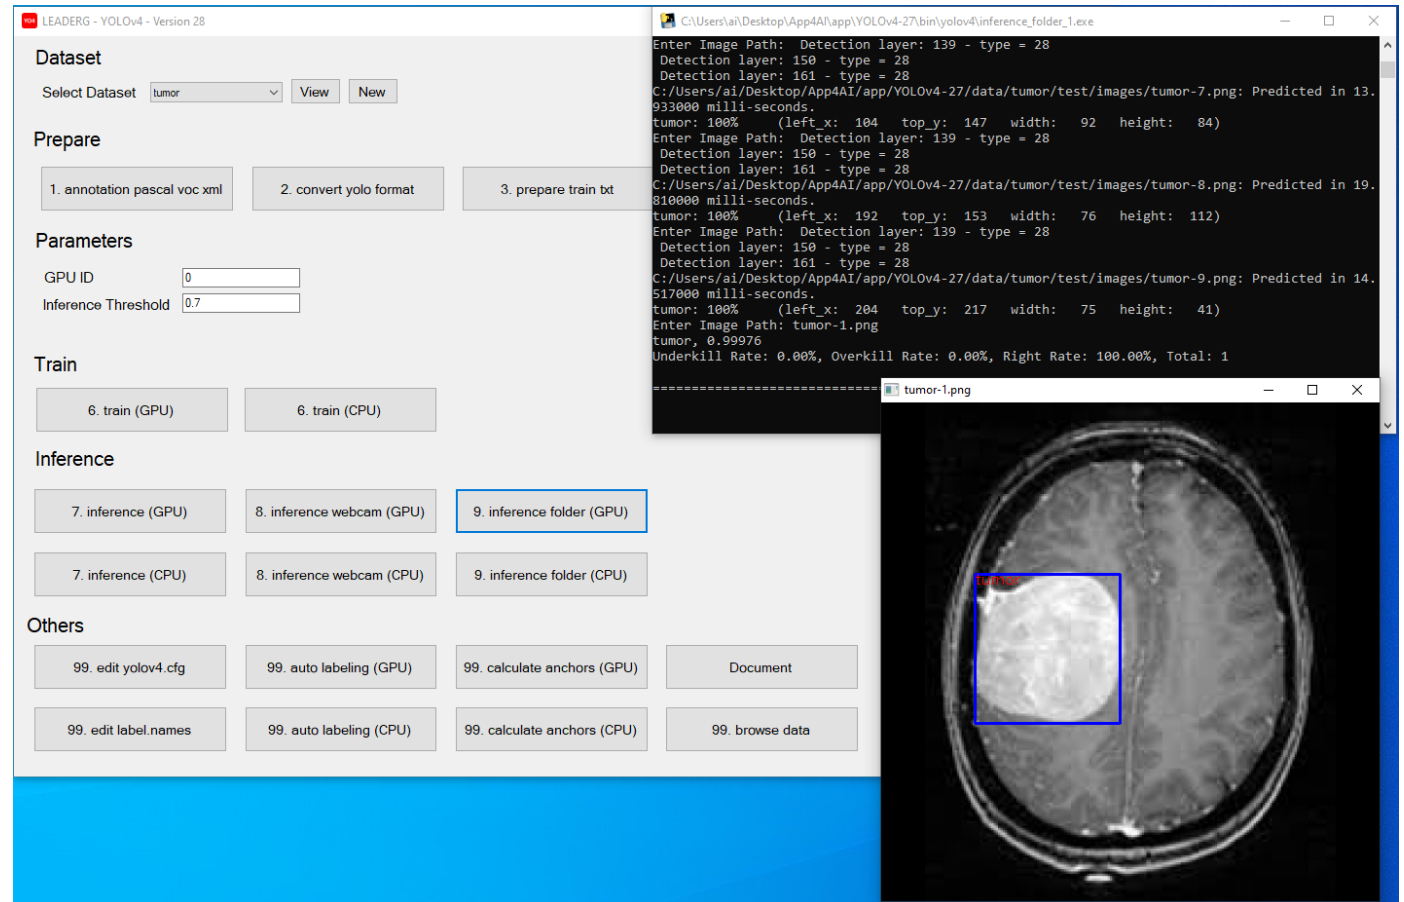 LEADERG - YOLOv4 - Version 28
Dataset
Select Dataset tumor View New
Prepare
1. annotation pascal voc xml 2. convert yolo format 3. prepare train txt
Parameters
GPU ID 0
Inference Threshold 0.7
Train
6. train (GPU) 6. train (CPU)
Inference
7. inference (GPU) 8. inference webcam (GPU) 9. inference folder (GPU)
7. inference (CPU) 8. inference webcam (CPU) 9. inference folder (CPU)
Others
99. edit yolov4.cfg 99. auto labeling (GPU) 99. calculate anchors (GPU) Document
99. edit label.names 99. auto labeling (CPU) 99. calculate anchors (CPU) 99. browse data
C:\Users\ai\Desktop\App4AI\app\YOLOv4-27\bin\yolov4\inference_folder_1.exe
Enter Image Path:  Detection layer: 139 - type = 28
Detection layer: 150 - type = 28
Detection layer: 161 - type = 28
C:/Users/ai/Desktop/App4AI/app/YOLOv4-27/data/tumor/test/images/tumor-7.png: Predicted in 13.
933000 milli-seconds.
tumor: 100% (left_x: 104 top_y: 147 width: 92 height: 84)
Enter Image Path:  Detection layer: 139 - type = 28
Detection layer: 150 - type = 28
Detection layer: 161 - type = 28
C:/Users/ai/Desktop/App4AI/app/YOLOv4-27/data/tumor/test/images/tumor-8.png: Predicted in 19.
810000 milli-seconds.
tumor: 100% (left_x: 192 top_y: 153 width: 76 height: 112)
Enter Image Path:  Detection layer: 139 - type = 28
Detection layer: 150 - type = 28
Detection layer: 161 - type = 28
C:/Users/ai/Desktop/App4AI/app/YOLOv4-27/data/tumor/test/images/tumor-9.png: Predicted in 14.
517000 milli-seconds.
tumor: 100% (left_x: 204 top_y: 217 width: 75 height: 41)
Enter Image Path: tumor-1.png
tumor, 0.99976
Underkill Rate: 0.00%, Overkill Rate: 0.00%, Right Rate: 100.00%, Total: 1
==============================
tumor-1.png
tumor